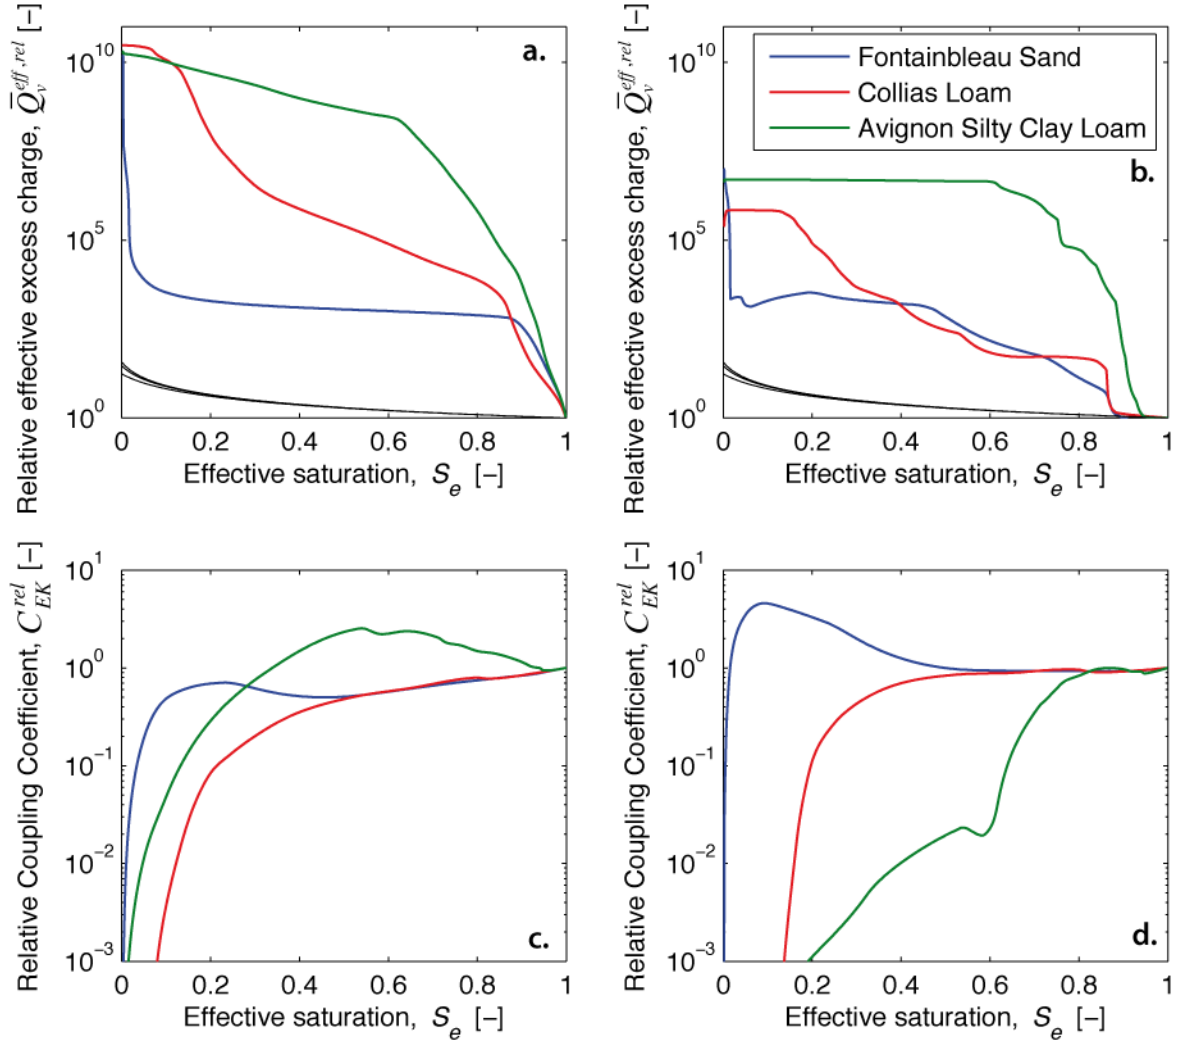 Relative effective excess charge, Q̄_v^{eff,rel} [–]
10^10
10^5
10^0
a.
0 0.2 0.4 0.6 0.8 1
Effective saturation, S_e [–]
Relative effective excess charge, Q̄_v^{eff,rel} [–]
10^10
10^5
10^0
Fontainbleau Sand
Collias Loam
Avignon Silty Clay Loam
b.
0 0.2 0.4 0.6 0.8 1
Effective saturation, S_e [–]
Relative Coupling Coefficient, C_EK^{rel} [–]
10^1
10^0
10^−1
10^−2
10^−3
c.
0 0.2 0.4 0.6 0.8 1
Effective saturation, S_e [–]
Relative Coupling Coefficient, C_EK^{rel} [–]
10^1
10^0
10^−1
10^−2
10^−3
d.
0 0.2 0.4 0.6 0.8 1
Effective saturation, S_e [–]